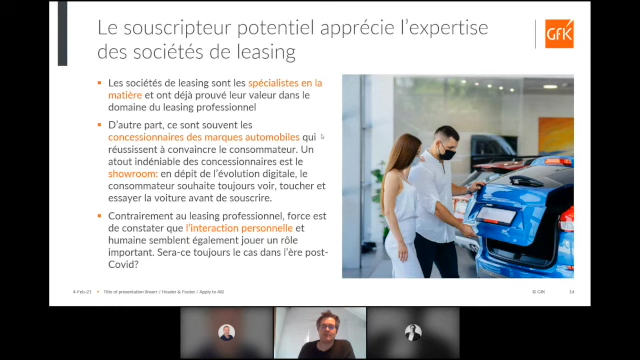 Le souscripteur potentiel apprécie l'expertise
des sociétés de leasing
GfK
▪ Les sociétés de leasing sont les spécialistes en la
matière et ont déjà prouvé leur valeur dans le
domaine du leasing professionnel
▪ D'autre part, ce sont souvent les
concessionnaires des marques automobiles qui
réussissent à convaincre le consommateur. Un
atout indéniable des concessionnaires est le
showroom: en dépit de l'évolution digitale, le
consommateur souhaite toujours voir, toucher et
essayer la voiture avant de souscrire.
▪ Contrairement au leasing professionnel, force est
de constater que l'interaction personnelle et
humaine semblent également jouer un rôle
important. Sera-ce toujours le cas dans l'ère post-
Covid?
4-Feb-21 Title of presentation (Insert / Header & Footer / Apply to All) © GfK 14